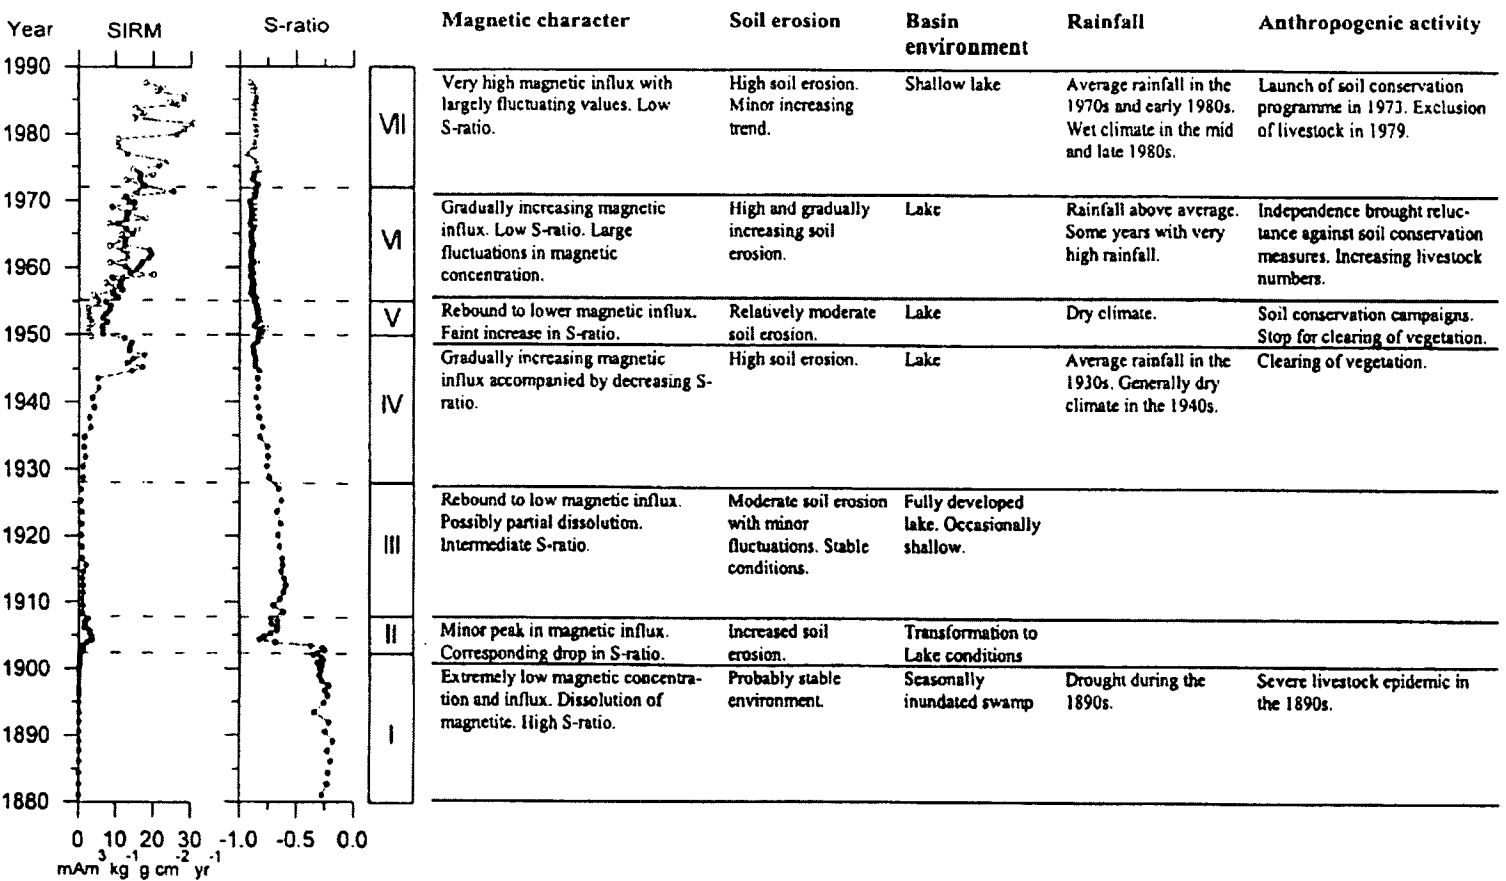 Year
SIRM
S-ratio
Magnetic character
Soil erosion
Basin
environment
Rainfall
Anthropogenic activity
1990
1980
1970
1960
1950
1940
1930
1920
1910
1900
1890
1880
0 10 20 30
mAm³ kg⁻¹ g cm⁻² yr⁻¹
-1.0 -0.5 0.0
VII
Very high magnetic influx with
largely fluctuating values. Low
S-ratio.
High soil erosion.
Minor increasing
trend.
Shallow lake
Average rainfall in the
1970s and early 1980s.
Wet climate in the mid
and late 1980s.
Launch of soil conservation
programme in 1973. Exclusion
of livestock in 1979.
VI
Gradually increasing magnetic
influx. Low S-ratio. Large
fluctuations in magnetic
concentration.
High and gradually
increasing soil
erosion.
Lake
Rainfall above average.
Some years with very
high rainfall.
Independence brought reluc-
tance against soil conservation
measures. Increasing livestock
numbers.
V
Rebound to lower magnetic influx.
Faint increase in S-ratio.
Relatively moderate
soil erosion.
Lake
Dry climate.
Soil conservation campaigns.
Stop for clearing of vegetation.
IV
Gradually increasing magnetic
influx accompanied by decreasing S-
ratio.
High soil erosion.
Lake
Average rainfall in the
1930s. Generally dry
climate in the 1940s.
Clearing of vegetation.
III
Rebound to low magnetic influx.
Possibly partial dissolution.
Intermediate S-ratio.
Moderate soil erosion
with minor
fluctuations. Stable
conditions.
Fully developed
lake. Occasionally
shallow.
II
Minor peak in magnetic influx.
Corresponding drop in S-ratio.
Increased soil
erosion.
Transformation to
Lake conditions
I
Extremely low magnetic concentra-
tion and influx. Dissolution of
magnetite. High S-ratio.
Probably stable
environment.
Seasonally
inundated swamp
Drought during the
1890s.
Severe livestock epidemic in
the 1890s.